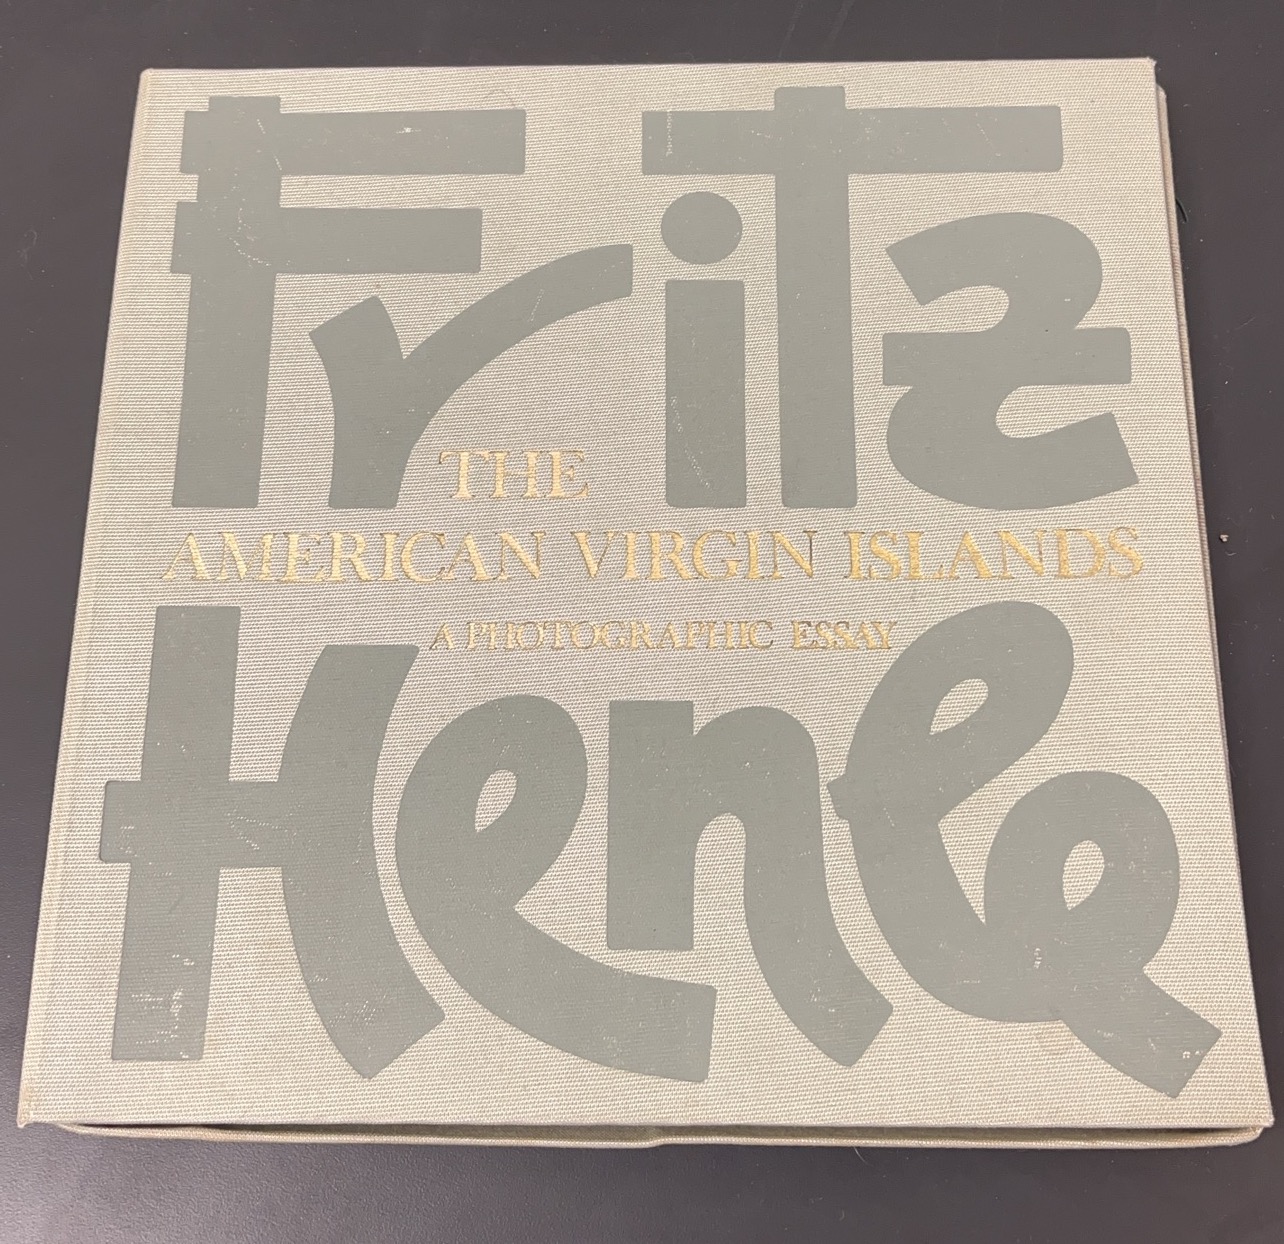 Fritz
THE
AMERICAN VIRGIN ISLANDS
A PHOTOGRAPHIC ESSAY
Henle